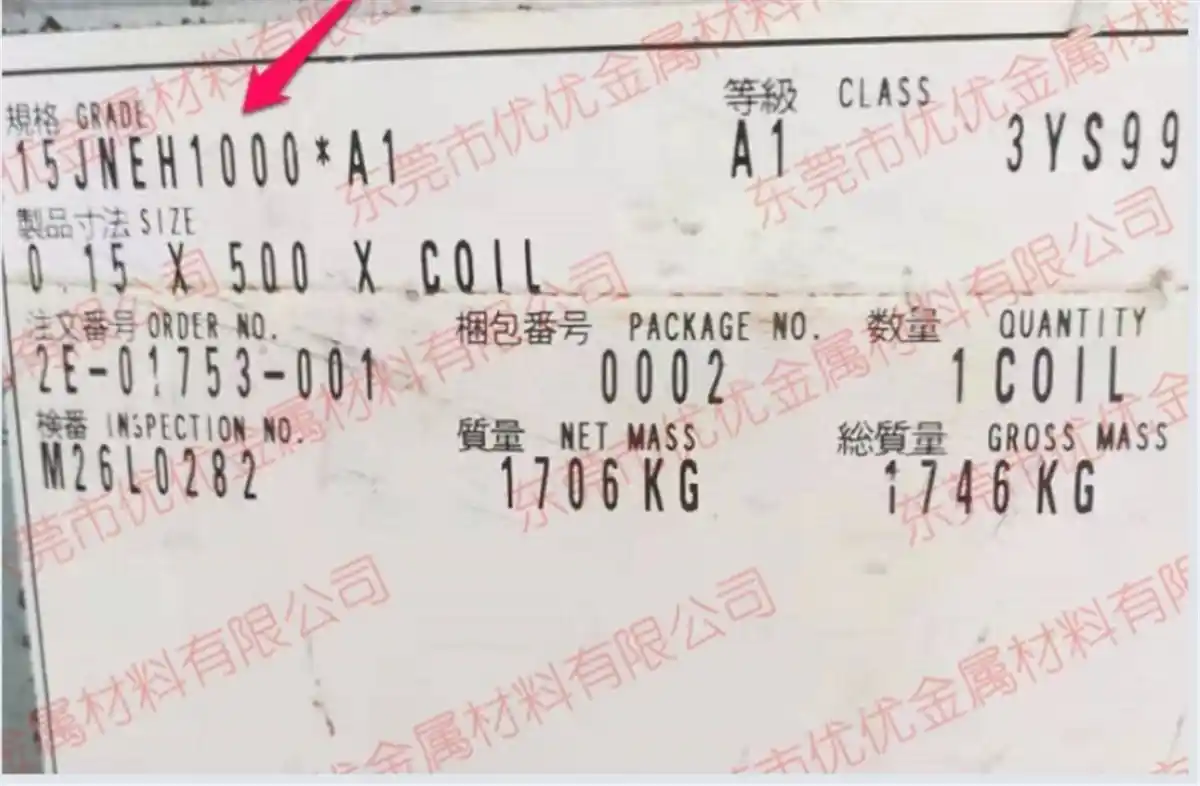 規格 GRADE
15JNEH1000*A1
等級 CLASS
A1 3YS99
製品寸法 SIZE
0.15 X 500 X COIL
注文番号 ORDER NO.
2E-01753-001
梱包番号 PACKAGE NO.
0002
数量 QUANTITY
1 COIL
検番 INSPECTION NO.
M26L0282
質量 NET MASS
1706KG
総質量 GROSS MASS
1746KG
东莞市优优金属材料有限公司